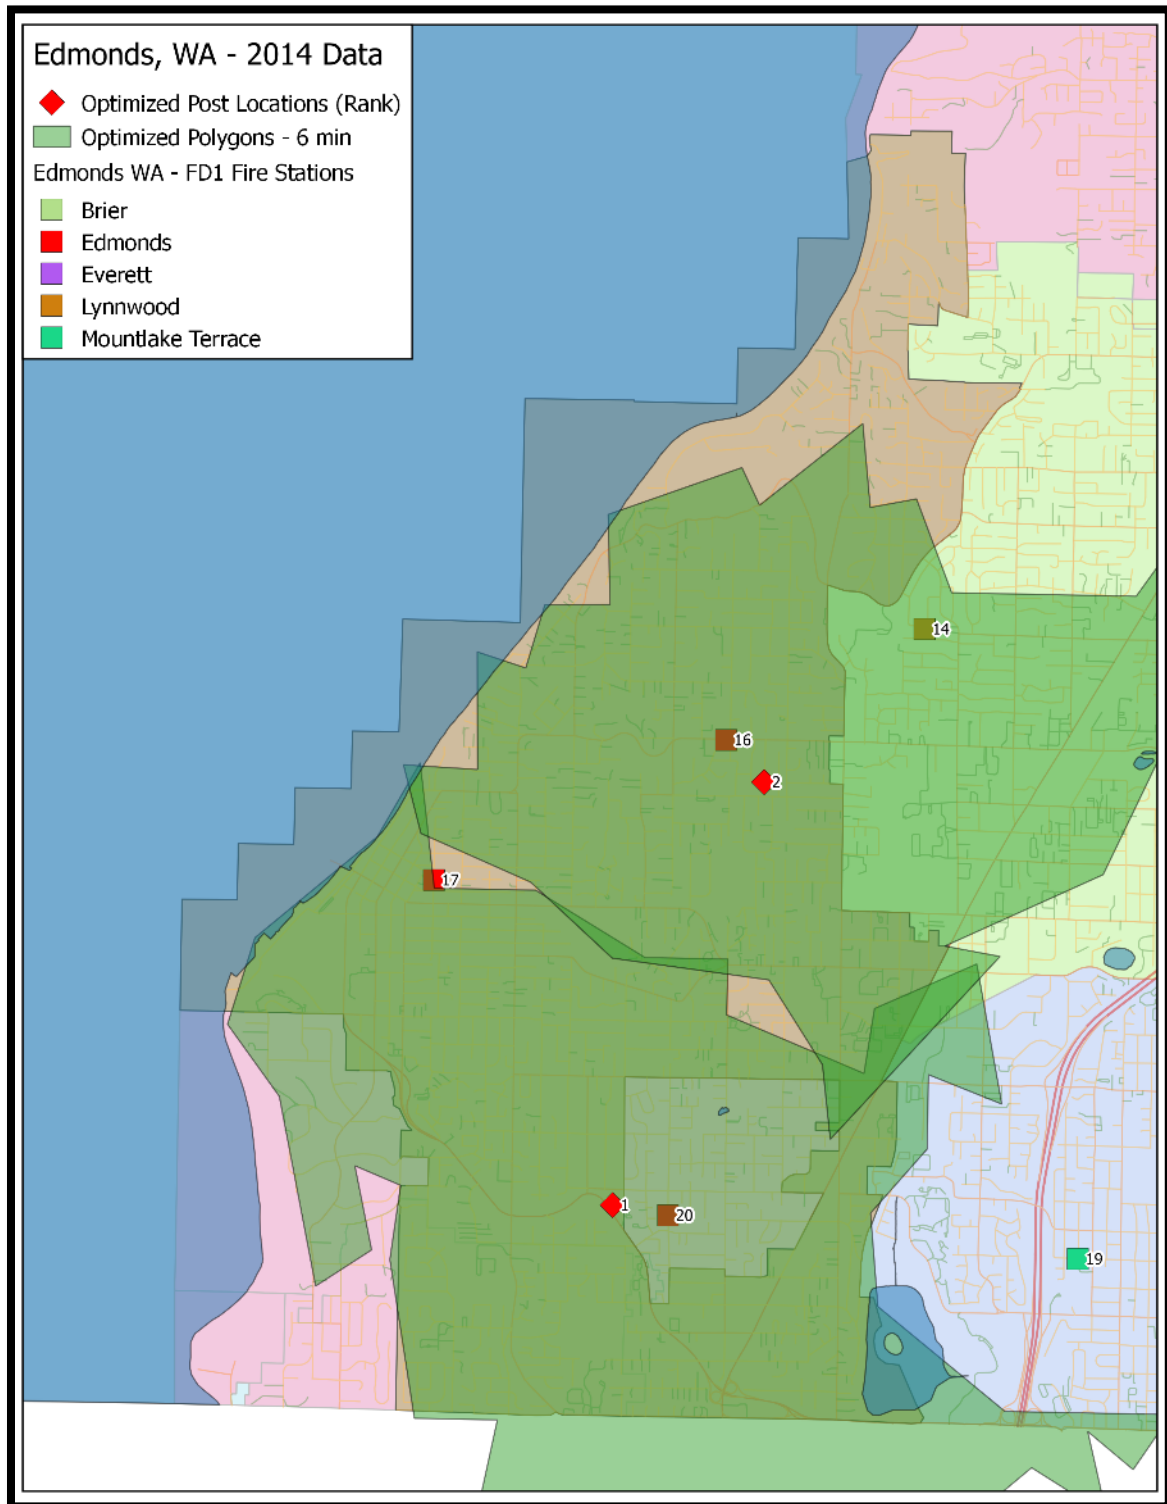 Edmonds, WA - 2014 Data
Optimized Post Locations (Rank)
Optimized Polygons - 6 min
Edmonds WA - FD1 Fire Stations
Brier
Edmonds
Everett
Lynnwood
Mountlake Terrace
14
16
2
17
1
20
19